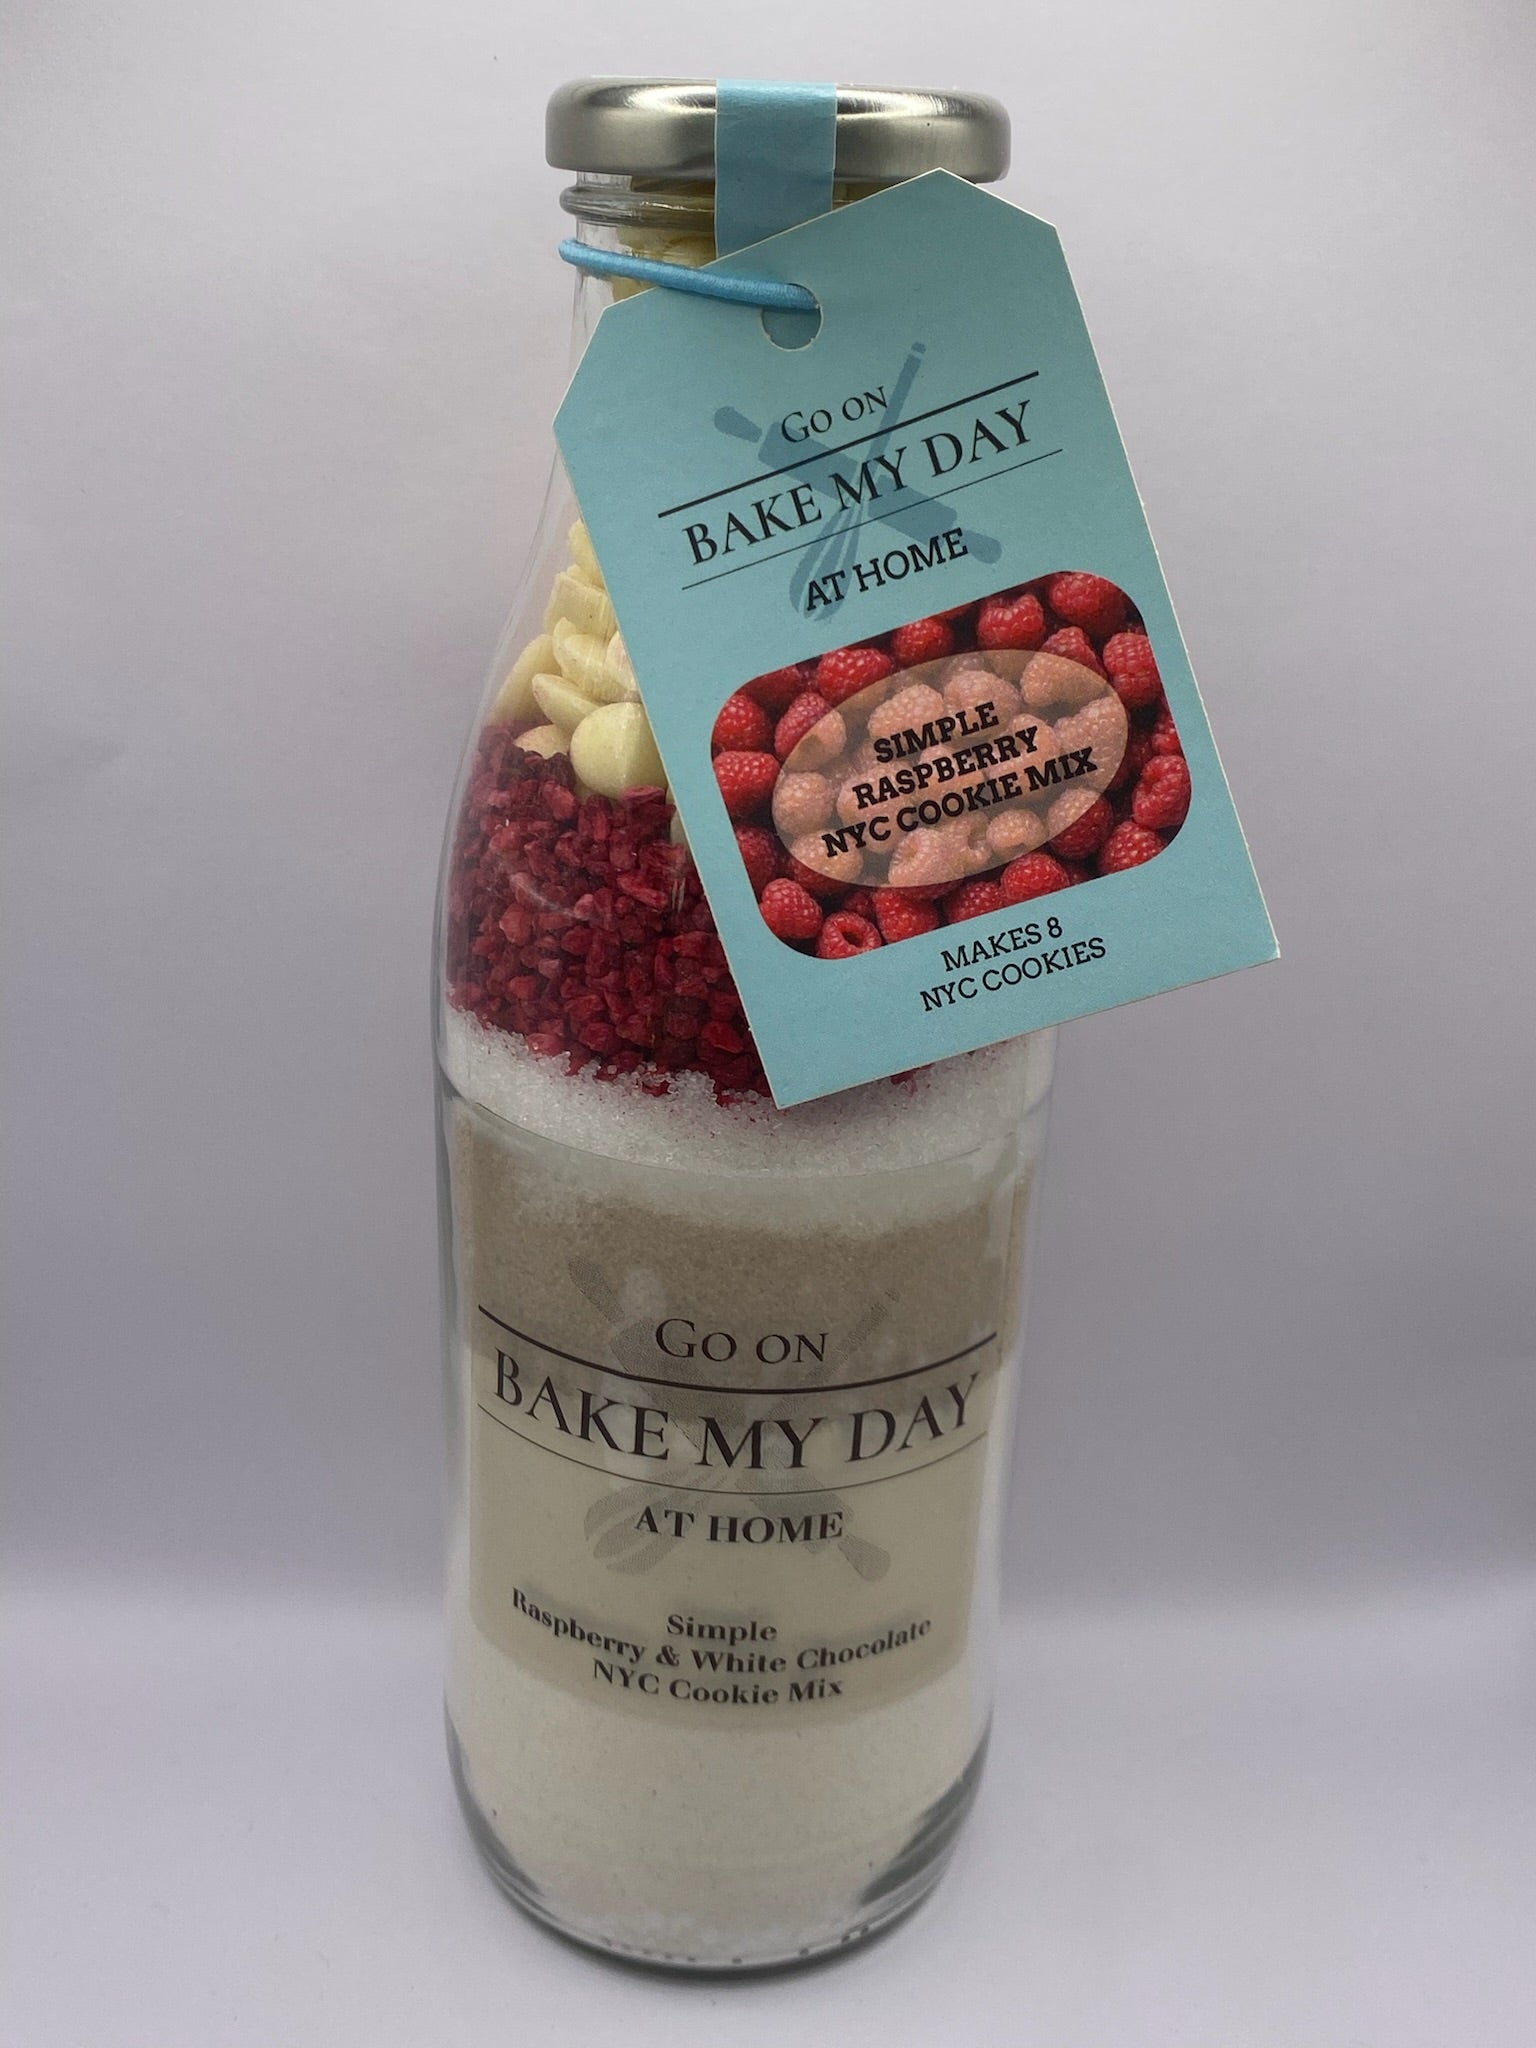 Go on
BAKE MY DAY
AT HOME
SIMPLE
RASPBERRY
NYC COOKIE MIX
MAKES 8
NYC COOKIES
Go on
BAKE MY DAY
AT HOME
Simple
Raspberry & White Chocolate
NYC Cookie Mix